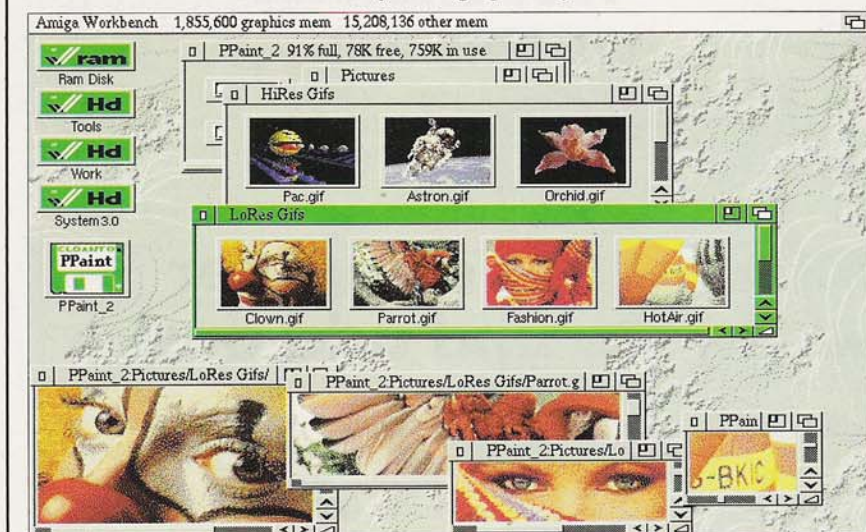 Amiga Workbench 1,855,600 graphics mem 15,208,136 other mem
ram
Ram Disk
Hd
Tools
Hd
Work
Hd
System3.0
CLOANTO
PPaint
PPaint_2
PPaint_2 91% full, 78K free, 759K in use
Pictures
HiRes Gifs
Pac.gif
Astron.gif
Orchid.gif
LoRes Gifs
Clown.gif
Parrot.gif
Fashion.gif
HotAir.gif
PPaint_2:Pictures/LoRes Gifs/
PPaint_2:Pictures/LoRes Gifs/Parrot.g
PPaint_2:Pictures/Lo
PPain
G-BKIC